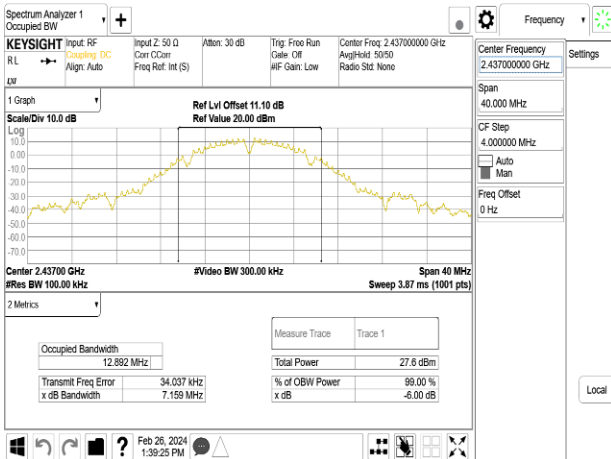 Spectrum Analyzer 1
Occupied BW
Frequency
KEYSIGHT
RL
Input: RF
Coupling: DC
Align: Auto
Input Z: 50 Ω
Corr CCorr
Freq Ref: Int (S)
Atten: 30 dB
Trig: Free Run
Gate: Off
#IF Gain: Low
Center Freq: 2.437000000 GHz
Avg|Hold: 50/50
Radio Std: None
Center Frequency
2.437000000 GHz
Settings
Span
40.000 MHz
CF Step
4.000000 MHz
Auto
Man
Freq Offset
0 Hz
Local
1 Graph
Scale/Div 10.0 dB
Ref Lvl Offset 11.10 dB
Ref Value 20.00 dBm
Log
10.0
0.00
-10.0
-20.0
-30.0
-40.0
-50.0
-60.0
-70.0
Center 2.43700 GHz
#Video BW 300.00 kHz
Span 40 MHz
#Res BW 100.00 kHz
Sweep 3.87 ms (1001 pts)
2 Metrics
Measure Trace
Trace 1
Occupied Bandwidth
12.892 MHz
Total Power
27.6 dBm
Transmit Freq Error
34.037 kHz
% of OBW Power
99.00 %
x dB Bandwidth
7.159 MHz
x dB
-6.00 dB
Feb 26, 2024
1:39:25 PM